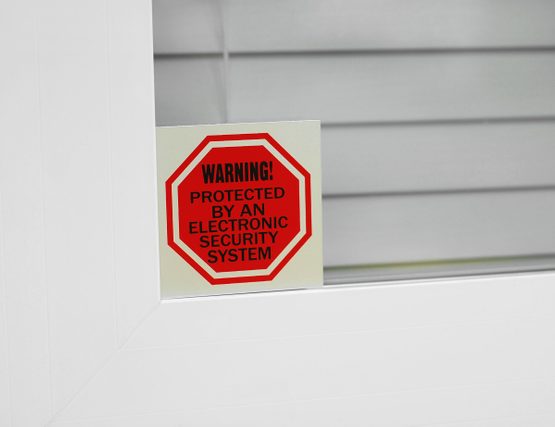 WARNING!
PROTECTED
BY AN
ELECTRONIC
SECURITY
SYSTEM